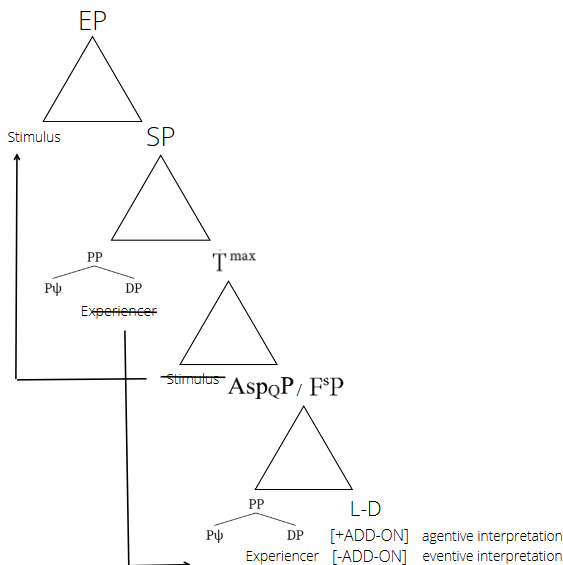 EP
Stimulus
SP
PP
T max
Pψ DP
Experiencer
Stimulus
AspQP / FsP
PP
L-D
Pψ DP [+ADD-ON] agentive interpretation
Experiencer [-ADD-ON] eventive interpretation